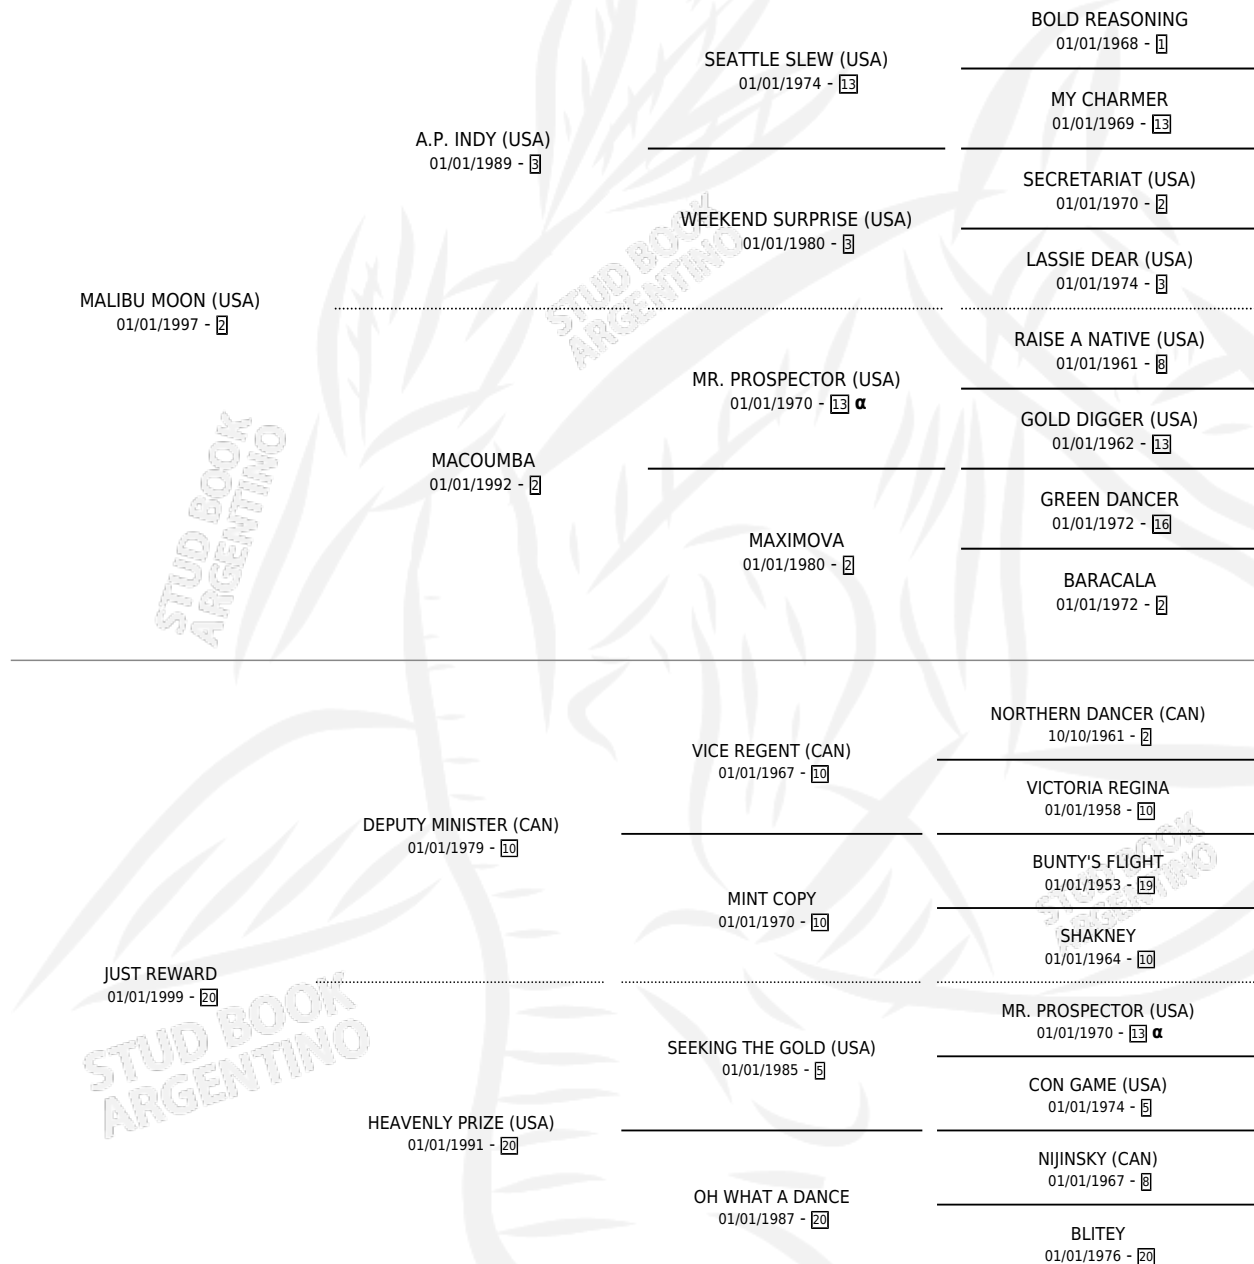 BOLD REASONING
01/01/1968 - 1
SEATTLE SLEW (USA)
01/01/1974 - 13
MY CHARMER
01/01/1969 - 13
A.P. INDY (USA)
01/01/1989 - 3
SECRETARIAT (USA)
01/01/1970 - 2
WEEKEND SURPRISE (USA)
01/01/1980 - 3
LASSIE DEAR (USA)
01/01/1974 - 3
STUD BOOK
ARGENTINO
MALIBU MOON (USA)
01/01/1997 - 2
RAISE A NATIVE (USA)
01/01/1961 - 8
MR. PROSPECTOR (USA)
01/01/1970 - 13 α
GOLD DIGGER (USA)
01/01/1962 - 13
MACOUMBA
01/01/1992 - 2
GREEN DANCER
01/01/1972 - 16
MAXIMOVA
01/01/1980 - 2
BARACALA
01/01/1972 - 2
STUD BOOK
ARGENTINO
NORTHERN DANCER (CAN)
10/10/1961 - 2
VICE REGENT (CAN)
01/01/1967 - 10
VICTORIA REGINA
01/01/1958 - 10
DEPUTY MINISTER (CAN)
01/01/1979 - 10
BUNTY'S FLIGHT
01/01/1953 - 19
MINT COPY
01/01/1970 - 10
SHAKNEY
01/01/1964 - 10
STUD BOOK
ARGENTINO
JUST REWARD
01/01/1999 - 20
MR. PROSPECTOR (USA)
01/01/1970 - 13 α
SEEKING THE GOLD (USA)
01/01/1985 - 5
CON GAME (USA)
01/01/1974 - 5
STUD BOOK
ARGENTINO
HEAVENLY PRIZE (USA)
01/01/1991 - 20
NIJINSKY (CAN)
01/01/1967 - 8
OH WHAT A DANCE
01/01/1987 - 20
BLITEY
01/01/1976 - 20